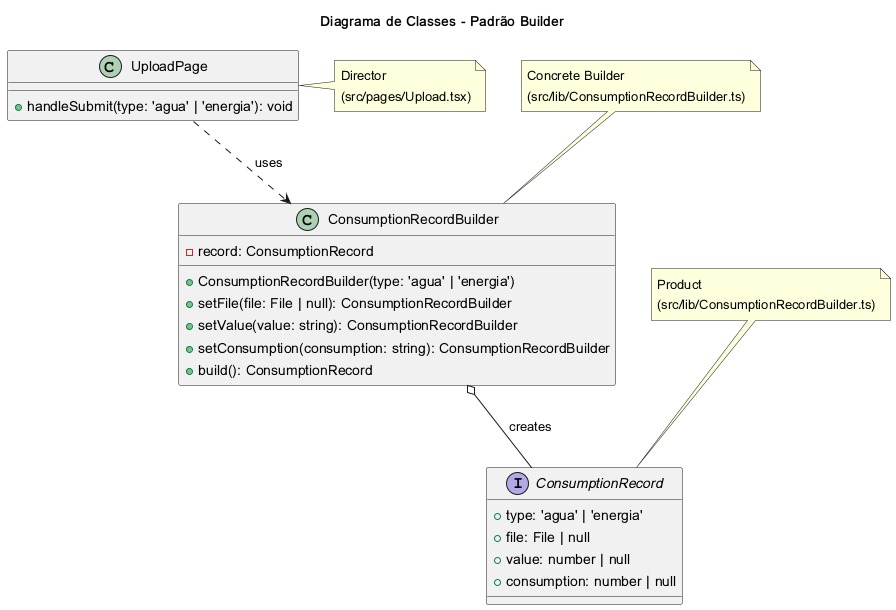 Diagrama de Classes - Padrão Builder
C UploadPage
handleSubmit(type: 'agua' | 'energia'): void
Director
(src/pages/Upload.tsx)
Concrete Builder
(src/lib/ConsumptionRecordBuilder.ts)
uses
C ConsumptionRecordBuilder
record: ConsumptionRecord
ConsumptionRecordBuilder(type: 'agua' | 'energia')
setFile(file: File | null): ConsumptionRecordBuilder
setValue(value: string): ConsumptionRecordBuilder
setConsumption(consumption: string): ConsumptionRecordBuilder
build(): ConsumptionRecord
Product
(src/lib/ConsumptionRecordBuilder.ts)
creates
I ConsumptionRecord
type: 'agua' | 'energia'
file: File | null
value: number | null
consumption: number | null